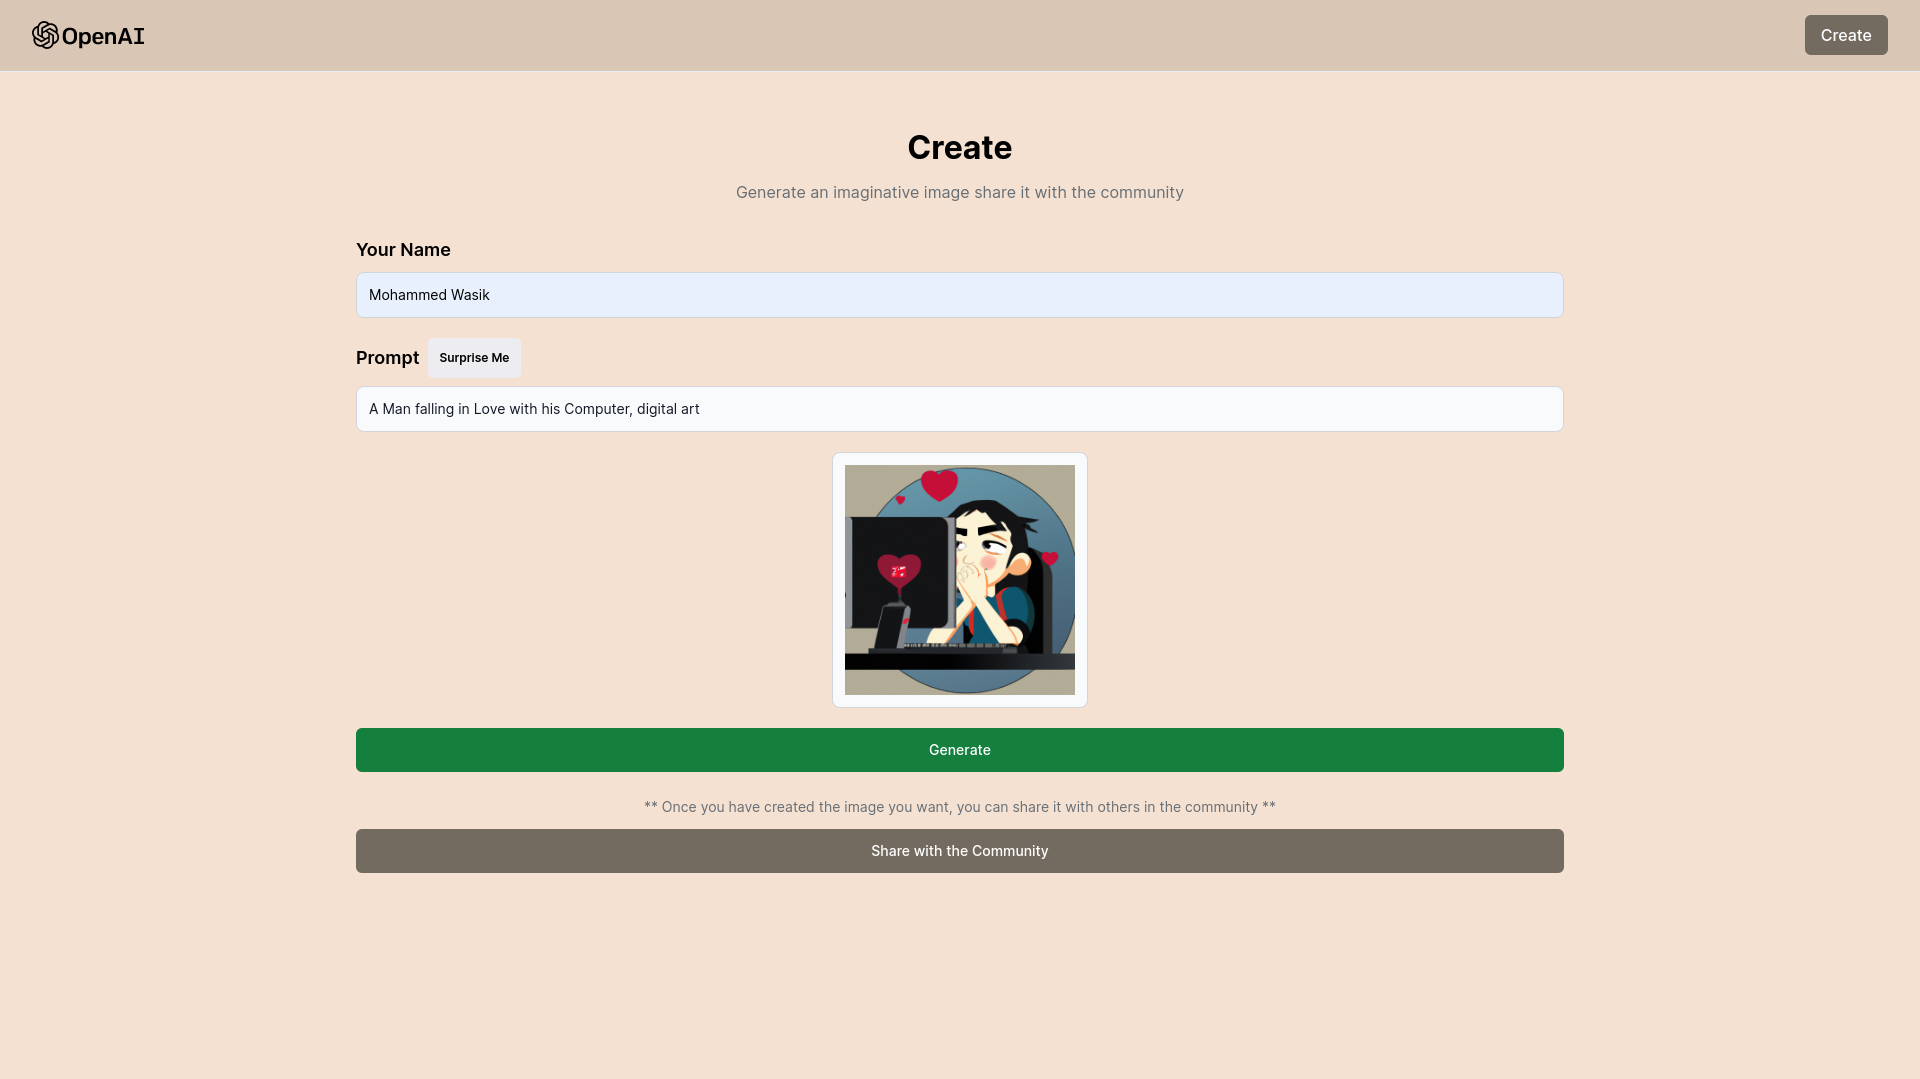 OpenAI
Create
Create
Generate an imaginative image share it with the community
Your Name
Mohammed Wasik
Prompt
Surprise Me
A Man falling in Love with his Computer, digital art
Generate
** Once you have created the image you want, you can share it with others in the community **
Share with the Community